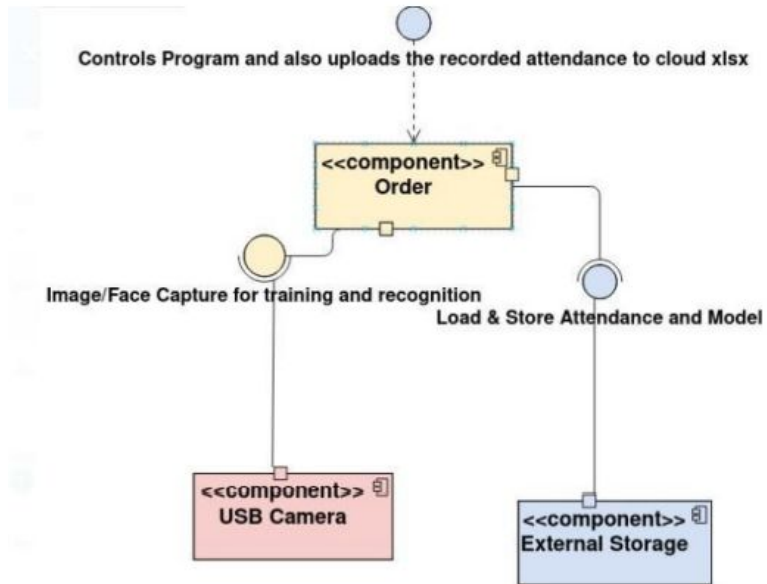 Controls Program and also uploads the recorded attendance to cloud xlsx
<<component>>
Order
Image/Face Capture for training and recognition
Load & Store Attendance and Model
<<component>>
USB Camera
<<component>>
External Storage